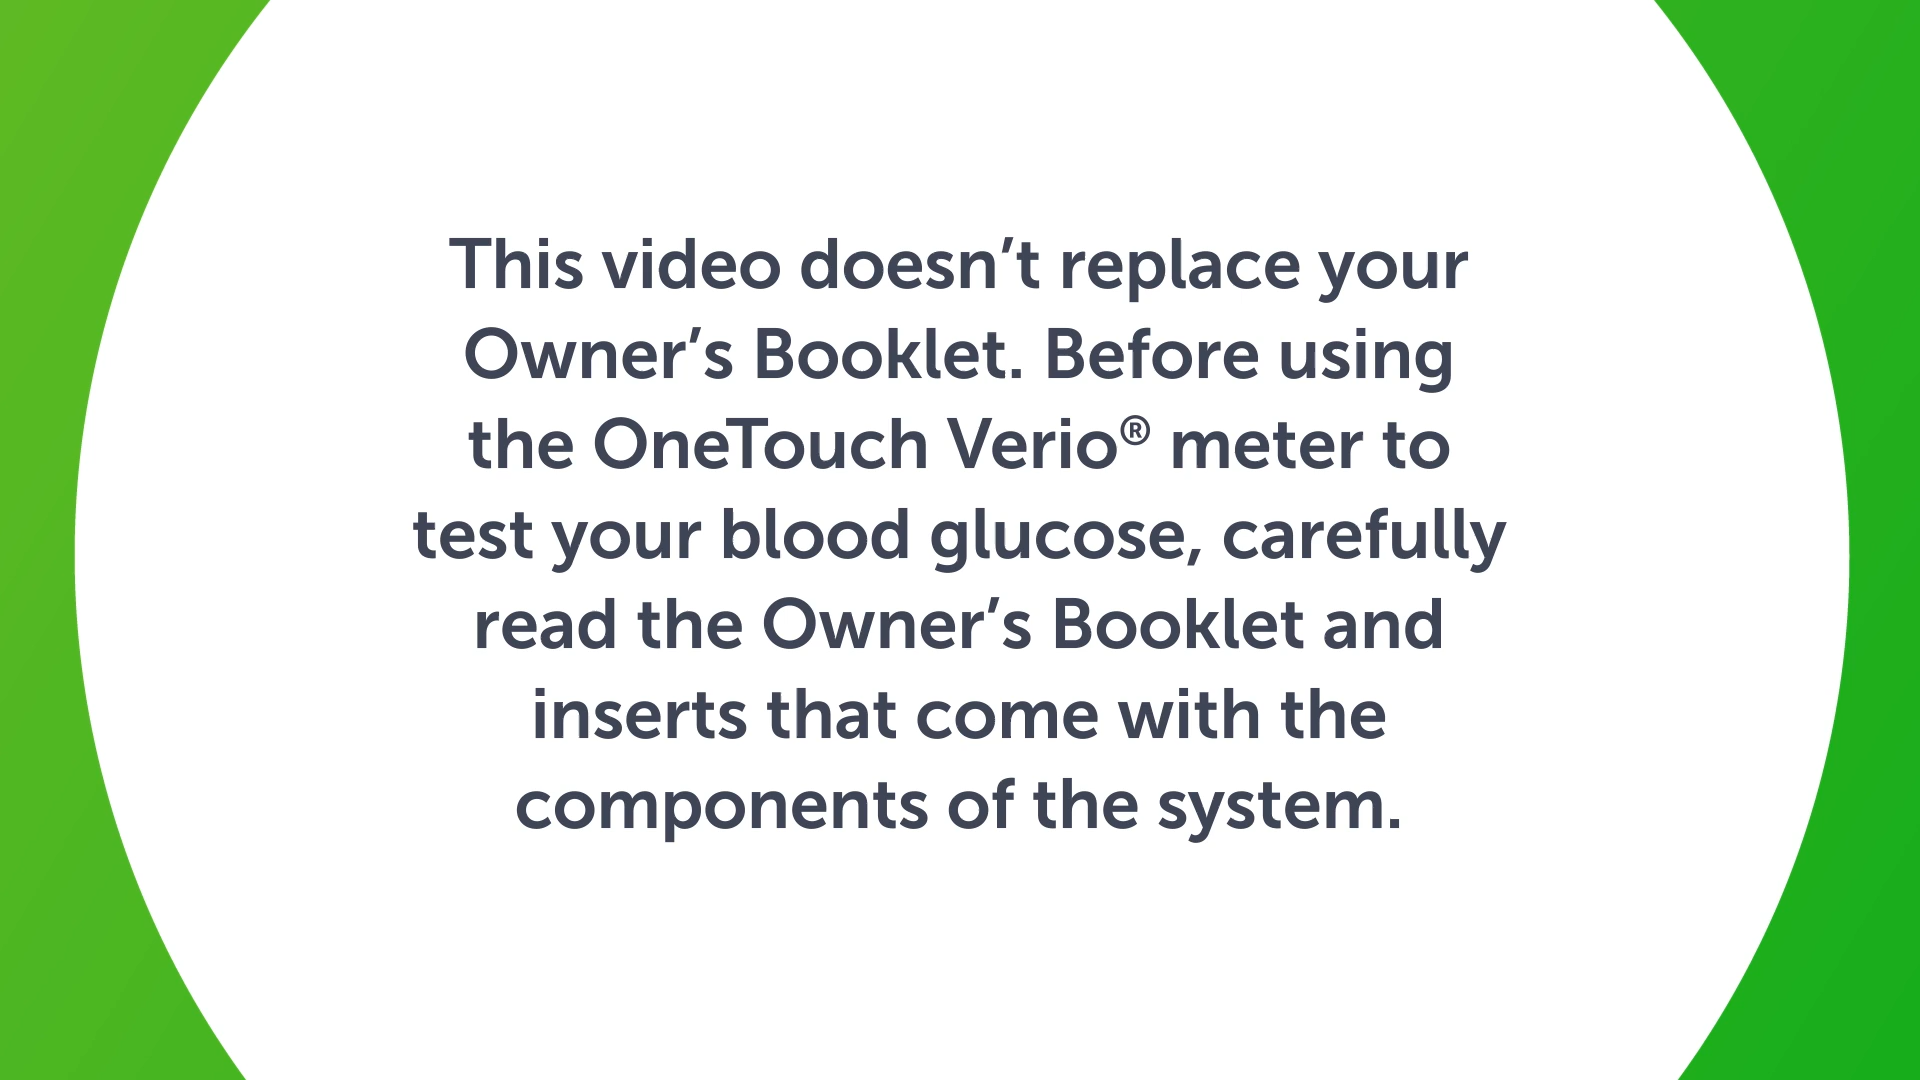 This video doesn’t replace your
Owner’s Booklet. Before using
the OneTouch Verio® meter to
test your blood glucose, carefully
read the Owner’s Booklet and
inserts that come with the
components of the system.